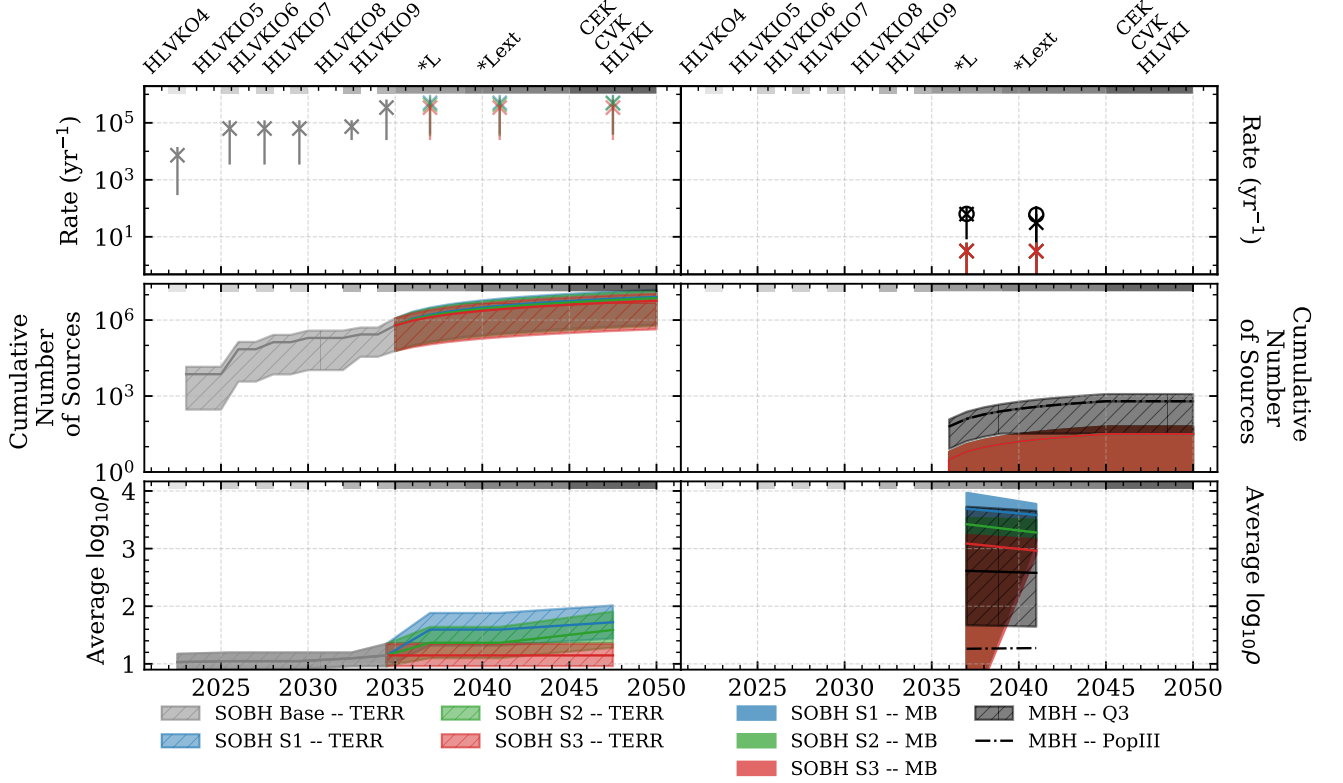 HLVKO4 HLVKIO5 HLVKIO6 HLVKIO7 HLVKIO8 HLVKIO9 *L *Lext CEK CVK HLVKI
HLVKO4 HLVKIO5 HLVKIO6 HLVKIO7 HLVKIO8 HLVKIO9 *L *Lext CEK CVK HLVKI
Rate (yr⁻¹)
10⁵
10³
10¹
Rate (yr⁻¹)
Cumulative
Number
of Sources
10⁶
10³
10⁰
Cumulative
Number
of Sources
Average log₁₀ρ
4
3
2
1
Average log₁₀ρ
2025 2030 2035 2040 2045 2050 2025 2030 2035 2040 2045 2050
SOBH Base -- TERR
SOBH S1 -- TERR
SOBH S2 -- TERR
SOBH S3 -- TERR
SOBH S1 -- MB
SOBH S2 -- MB
SOBH S3 -- MB
MBH -- Q3
MBH -- PopIII